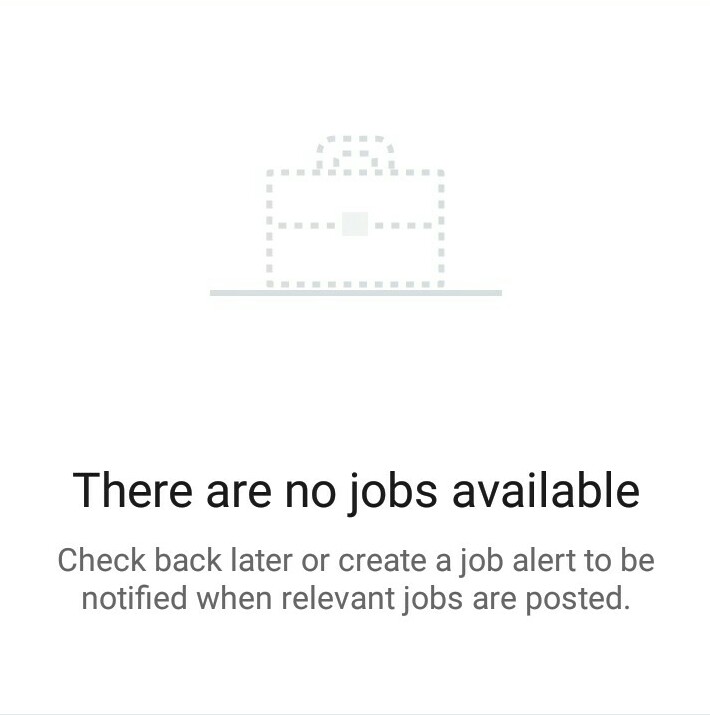 There are no jobs available
Check back later or create a job alert to be
notified when relevant jobs are posted.